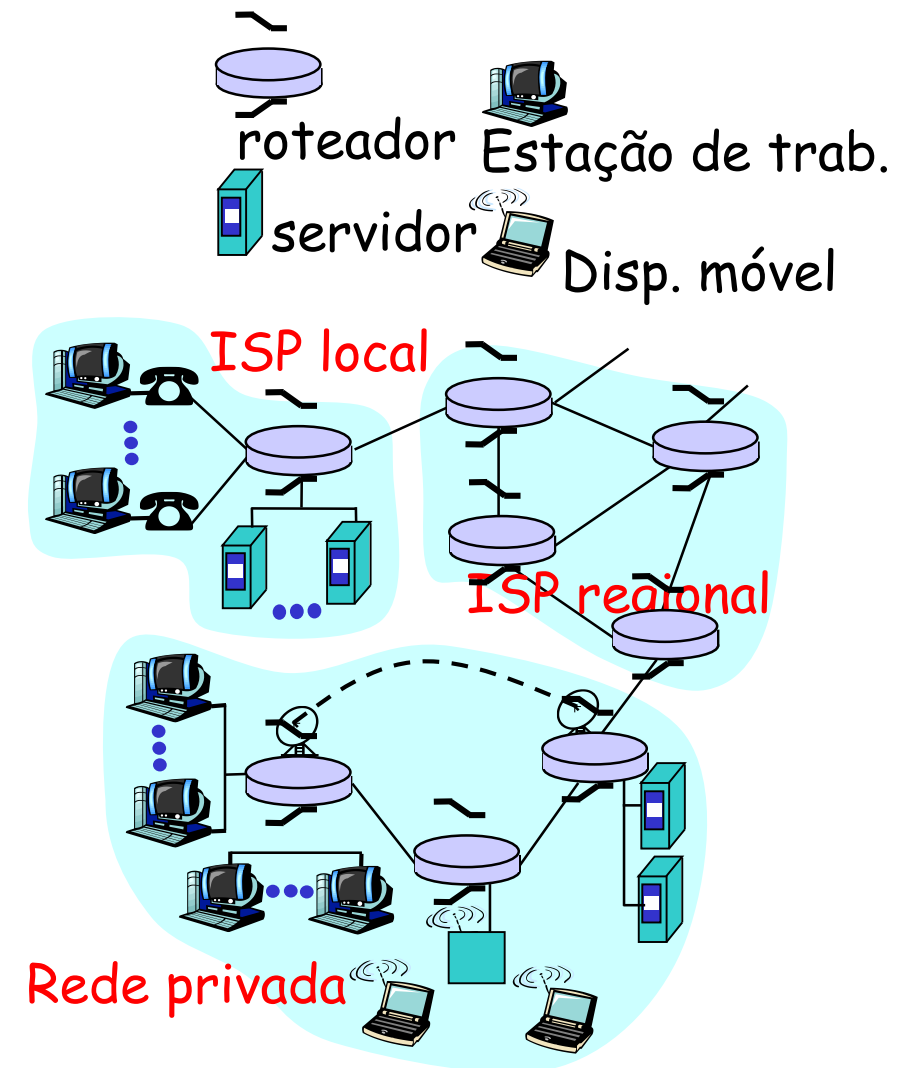 roteador
Estação de trab.
servidor
Disp. móvel
ISP local
ISP regional
Rede privada